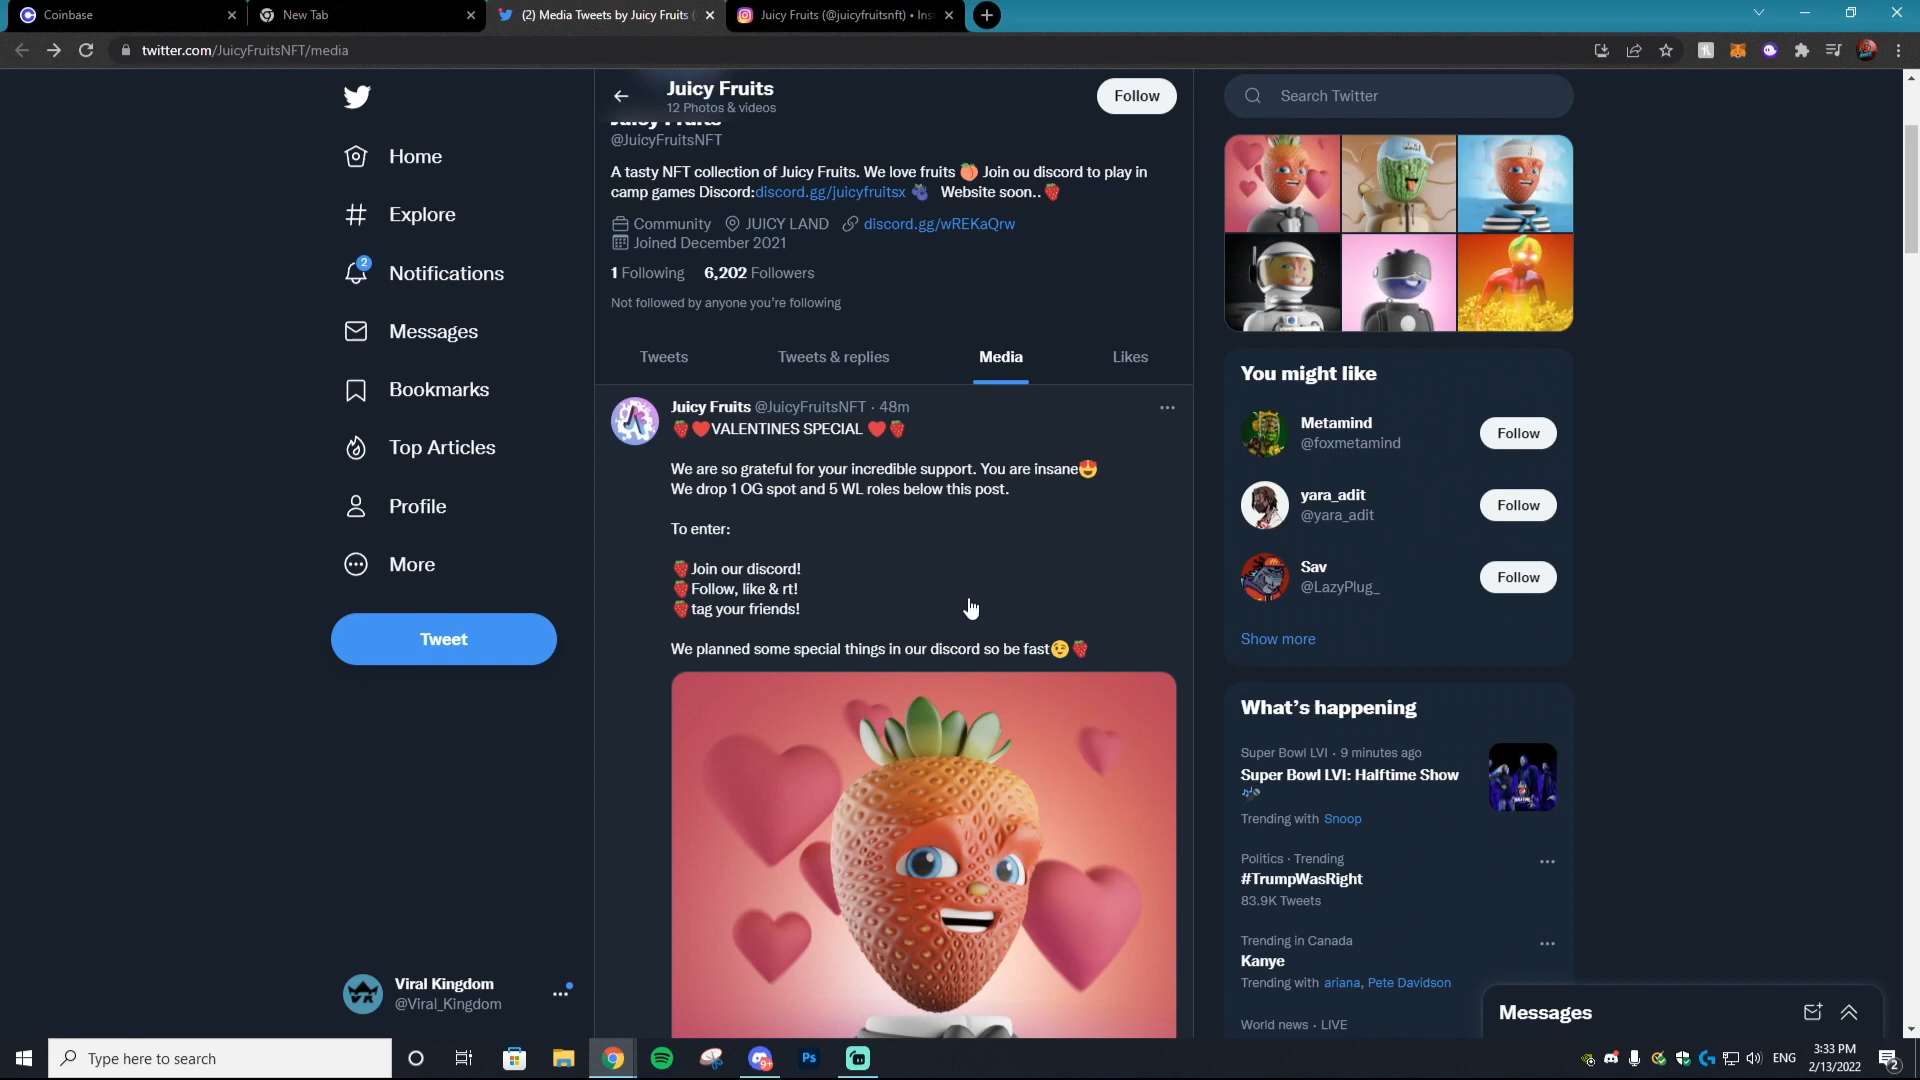 Coinbase
New Tab
(2) Media Tweets by Juicy Fruits (
Juicy Fruits (@juicyfruitsnft) • Ins
twitter.com/JuicyFruitsNFT/media
Home
Explore
2
Notifications
Messages
Bookmarks
Top Articles
Profile
More
Tweet
Viral Kingdom
@Viral_Kingdom
Juicy Fruits
12 Photos & videos
Follow
Juicy Fruits
@JuicyFruitsNFT
A tasty NFT collection of Juicy Fruits. We love fruits 🍑 Join ou discord to play in
camp games Discord:discord.gg/juicyfruitsx 🍇 Website soon..🍓
Community JUICY LAND discord.gg/wREKaQrw
Joined December 2021
1 Following 6,202 Followers
Not followed by anyone you're following
Tweets Tweets & replies Media Likes
Juicy Fruits @JuicyFruitsNFT · 48m
🍓❤️VALENTINES SPECIAL ❤️🍓
We are so grateful for your incredible support. You are insane😍
We drop 1 OG spot and 5 WL roles below this post.
To enter:
🍓Join our discord!
🍓Follow, like & rt!
🍓tag your friends!
We planned some special things in our discord so be fast😉🍓
Search Twitter
You might like
Metamind
@foxmetamind
Follow
yara_adit
@yara_adit
Follow
Sav
@LazyPlug_
Follow
Show more
What's happening
Super Bowl LVI · 9 minutes ago
Super Bowl LVI: Halftime Show
🎶🎤
Trending with Snoop
Politics · Trending
#TrumpWasRight
83.9K Tweets
Trending in Canada
Kanye
Trending with ariana, Pete Davidson
World news · LIVE
Messages
Type here to search
9+
Ps
ENG
3:33 PM
2/13/2022
2